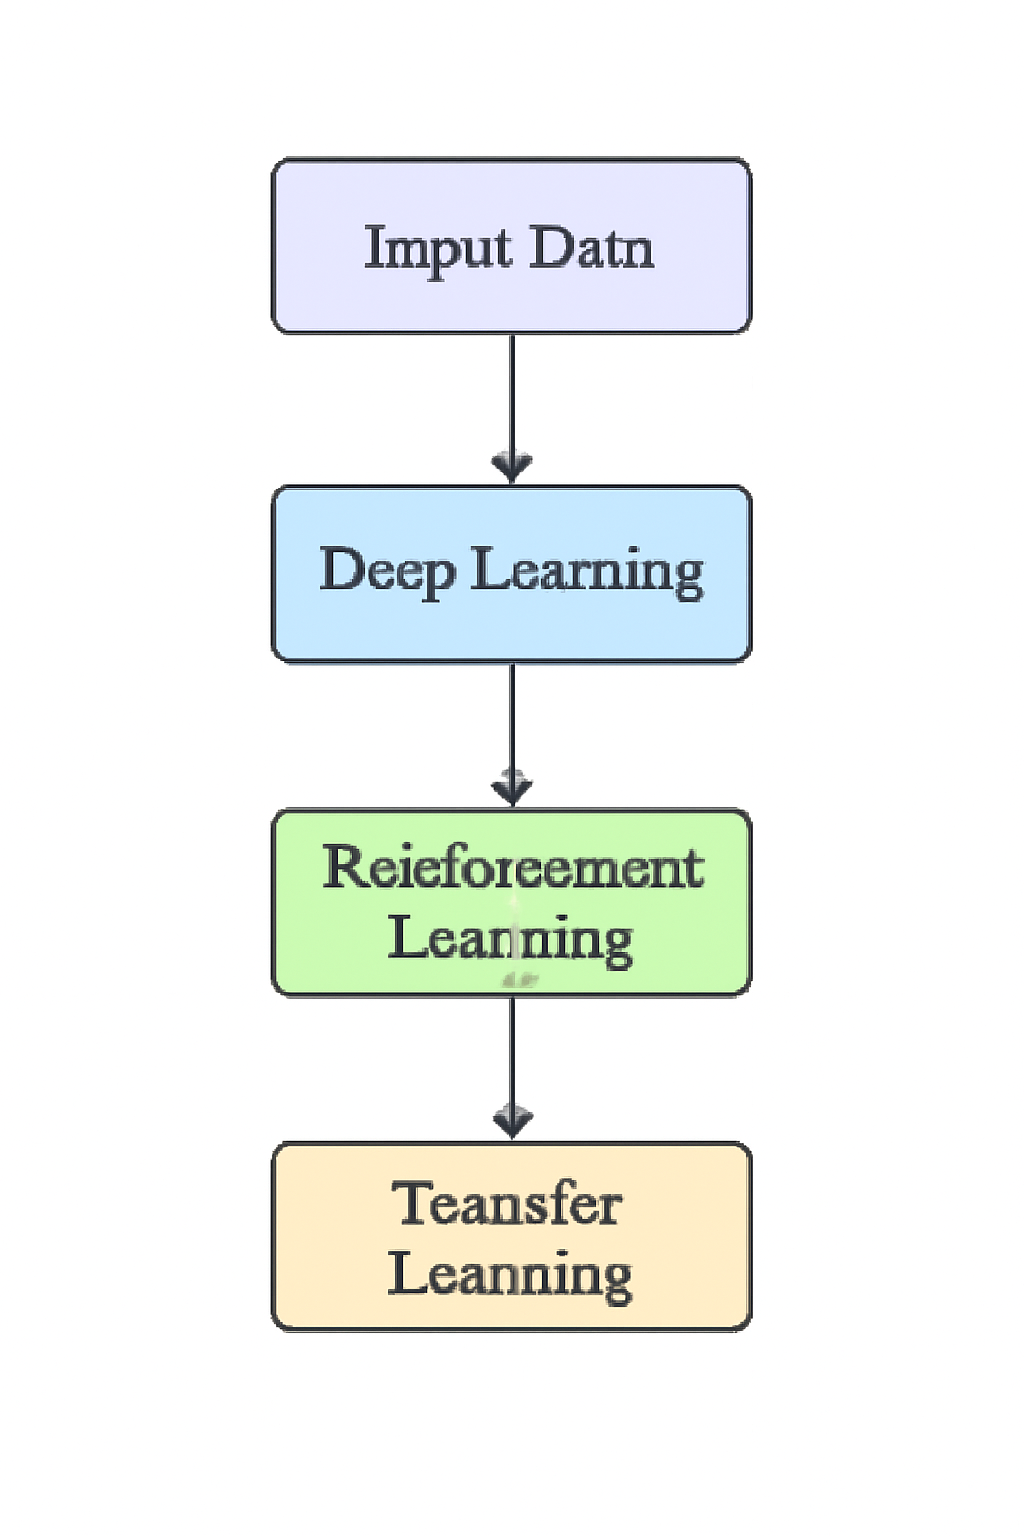 Imput Datn
Deep Learning
Reieforeement
Leanning
Teansfer
Leanning